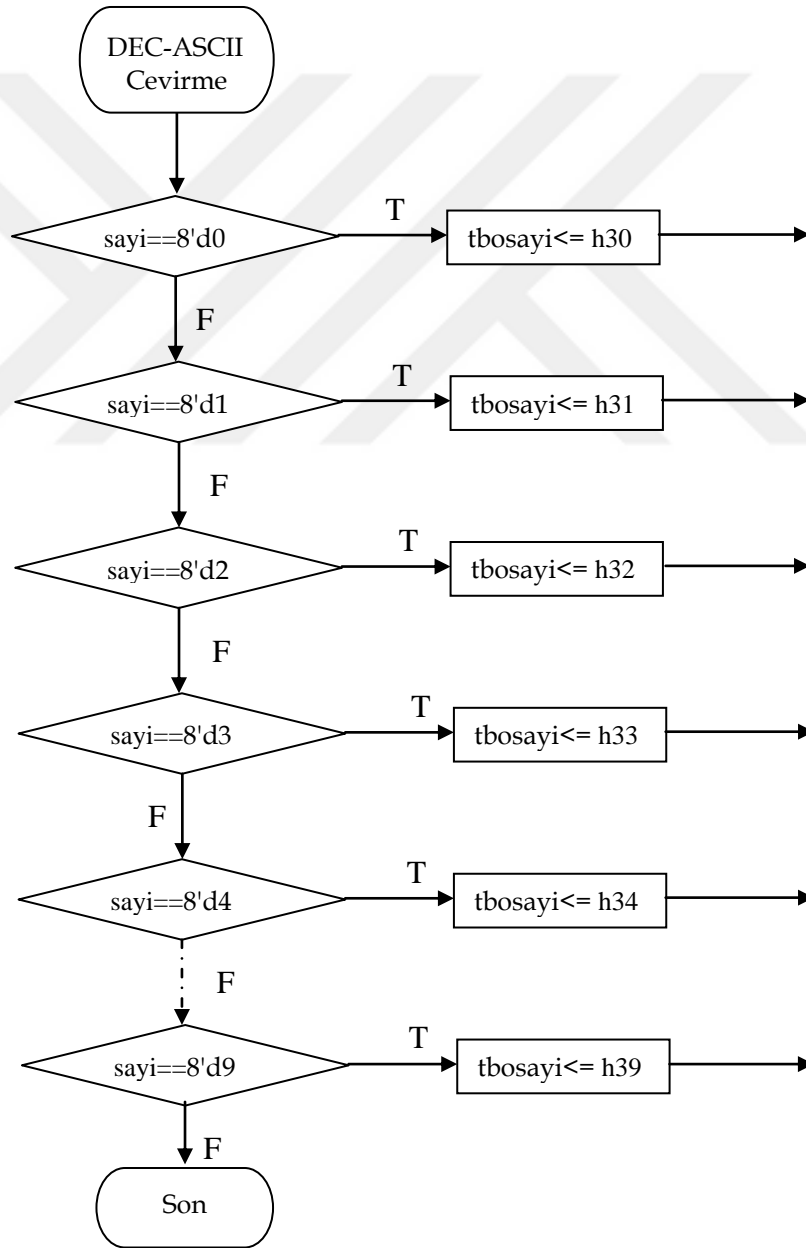 DEC-ASCII
Cevirme
T
sayi==8'd0
tbosayi<= h30
F
T
sayi==8'd1
tbosayi<= h31
F
T
sayi==8'd2
tbosayi<= h32
F
T
sayi==8'd3
tbosayi<= h33
F
T
sayi==8'd4
tbosayi<= h34
F
T
sayi==8'd9
tbosayi<= h39
F
Son